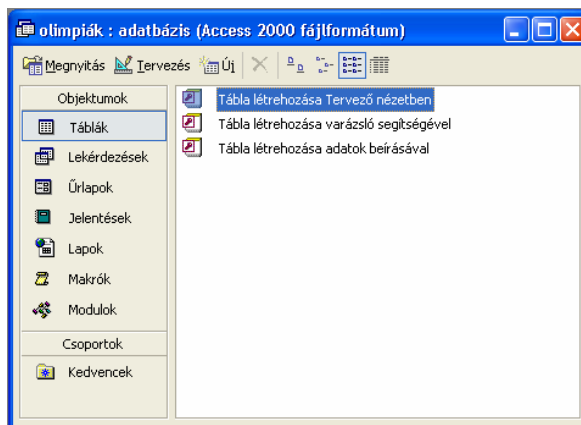 olimpiák : adatbázis (Access 2000 fájlformátum)
Megnyitás Tervezés Új
Objektumok
Táblák
Lekérdezések
Űrlapok
Jelentések
Lapok
Makrók
Modulok
Csoportok
Kedvencek
Tábla létrehozása Tervező nézetben
Tábla létrehozása varázsló segítségével
Tábla létrehozása adatok beírásával